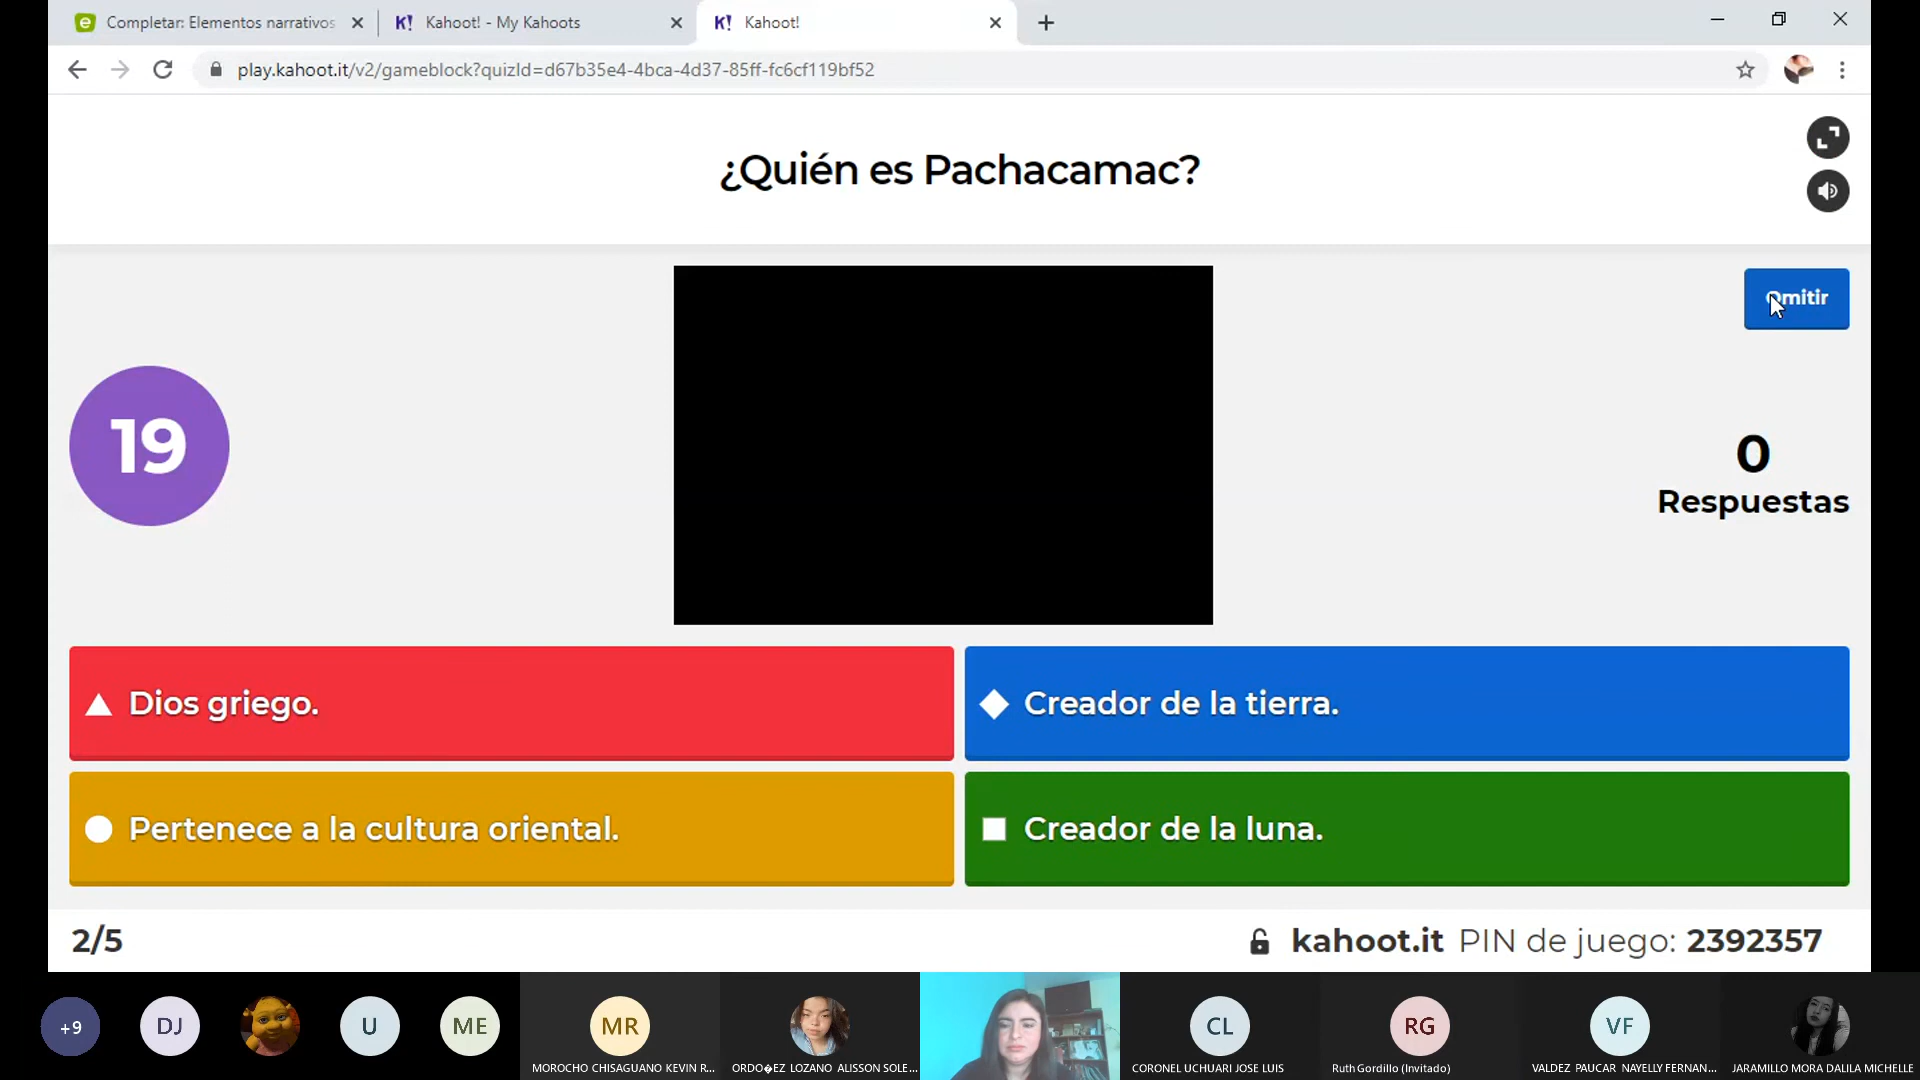 Completar: Elementos narrativos
Kahoot! - My Kahoots
Kahoot!
play.kahoot.it/v2/gameblock?quizId=d67b35e4-4bca-4d37-85ff-fc6cf119bf52
¿Quién es Pachacamac?
Omitir
19
0
Respuestas
Dios griego.
Creador de la tierra.
Pertenece a la cultura oriental.
Creador de la luna.
2/5
kahoot.it PIN de juego: 2392357
+9
DJ
U
ME
MR
CL
RG
VF
MOROCHO CHISAGUANO KEVIN R...
ORDO�EZ LOZANO ALISSON SOLE...
CORONEL UCHUARI JOSE LUIS
Ruth Gordillo (Invitado)
VALDEZ PAUCAR NAYELLY FERNAN...
JARAMILLO MORA DALILA MICHELLE